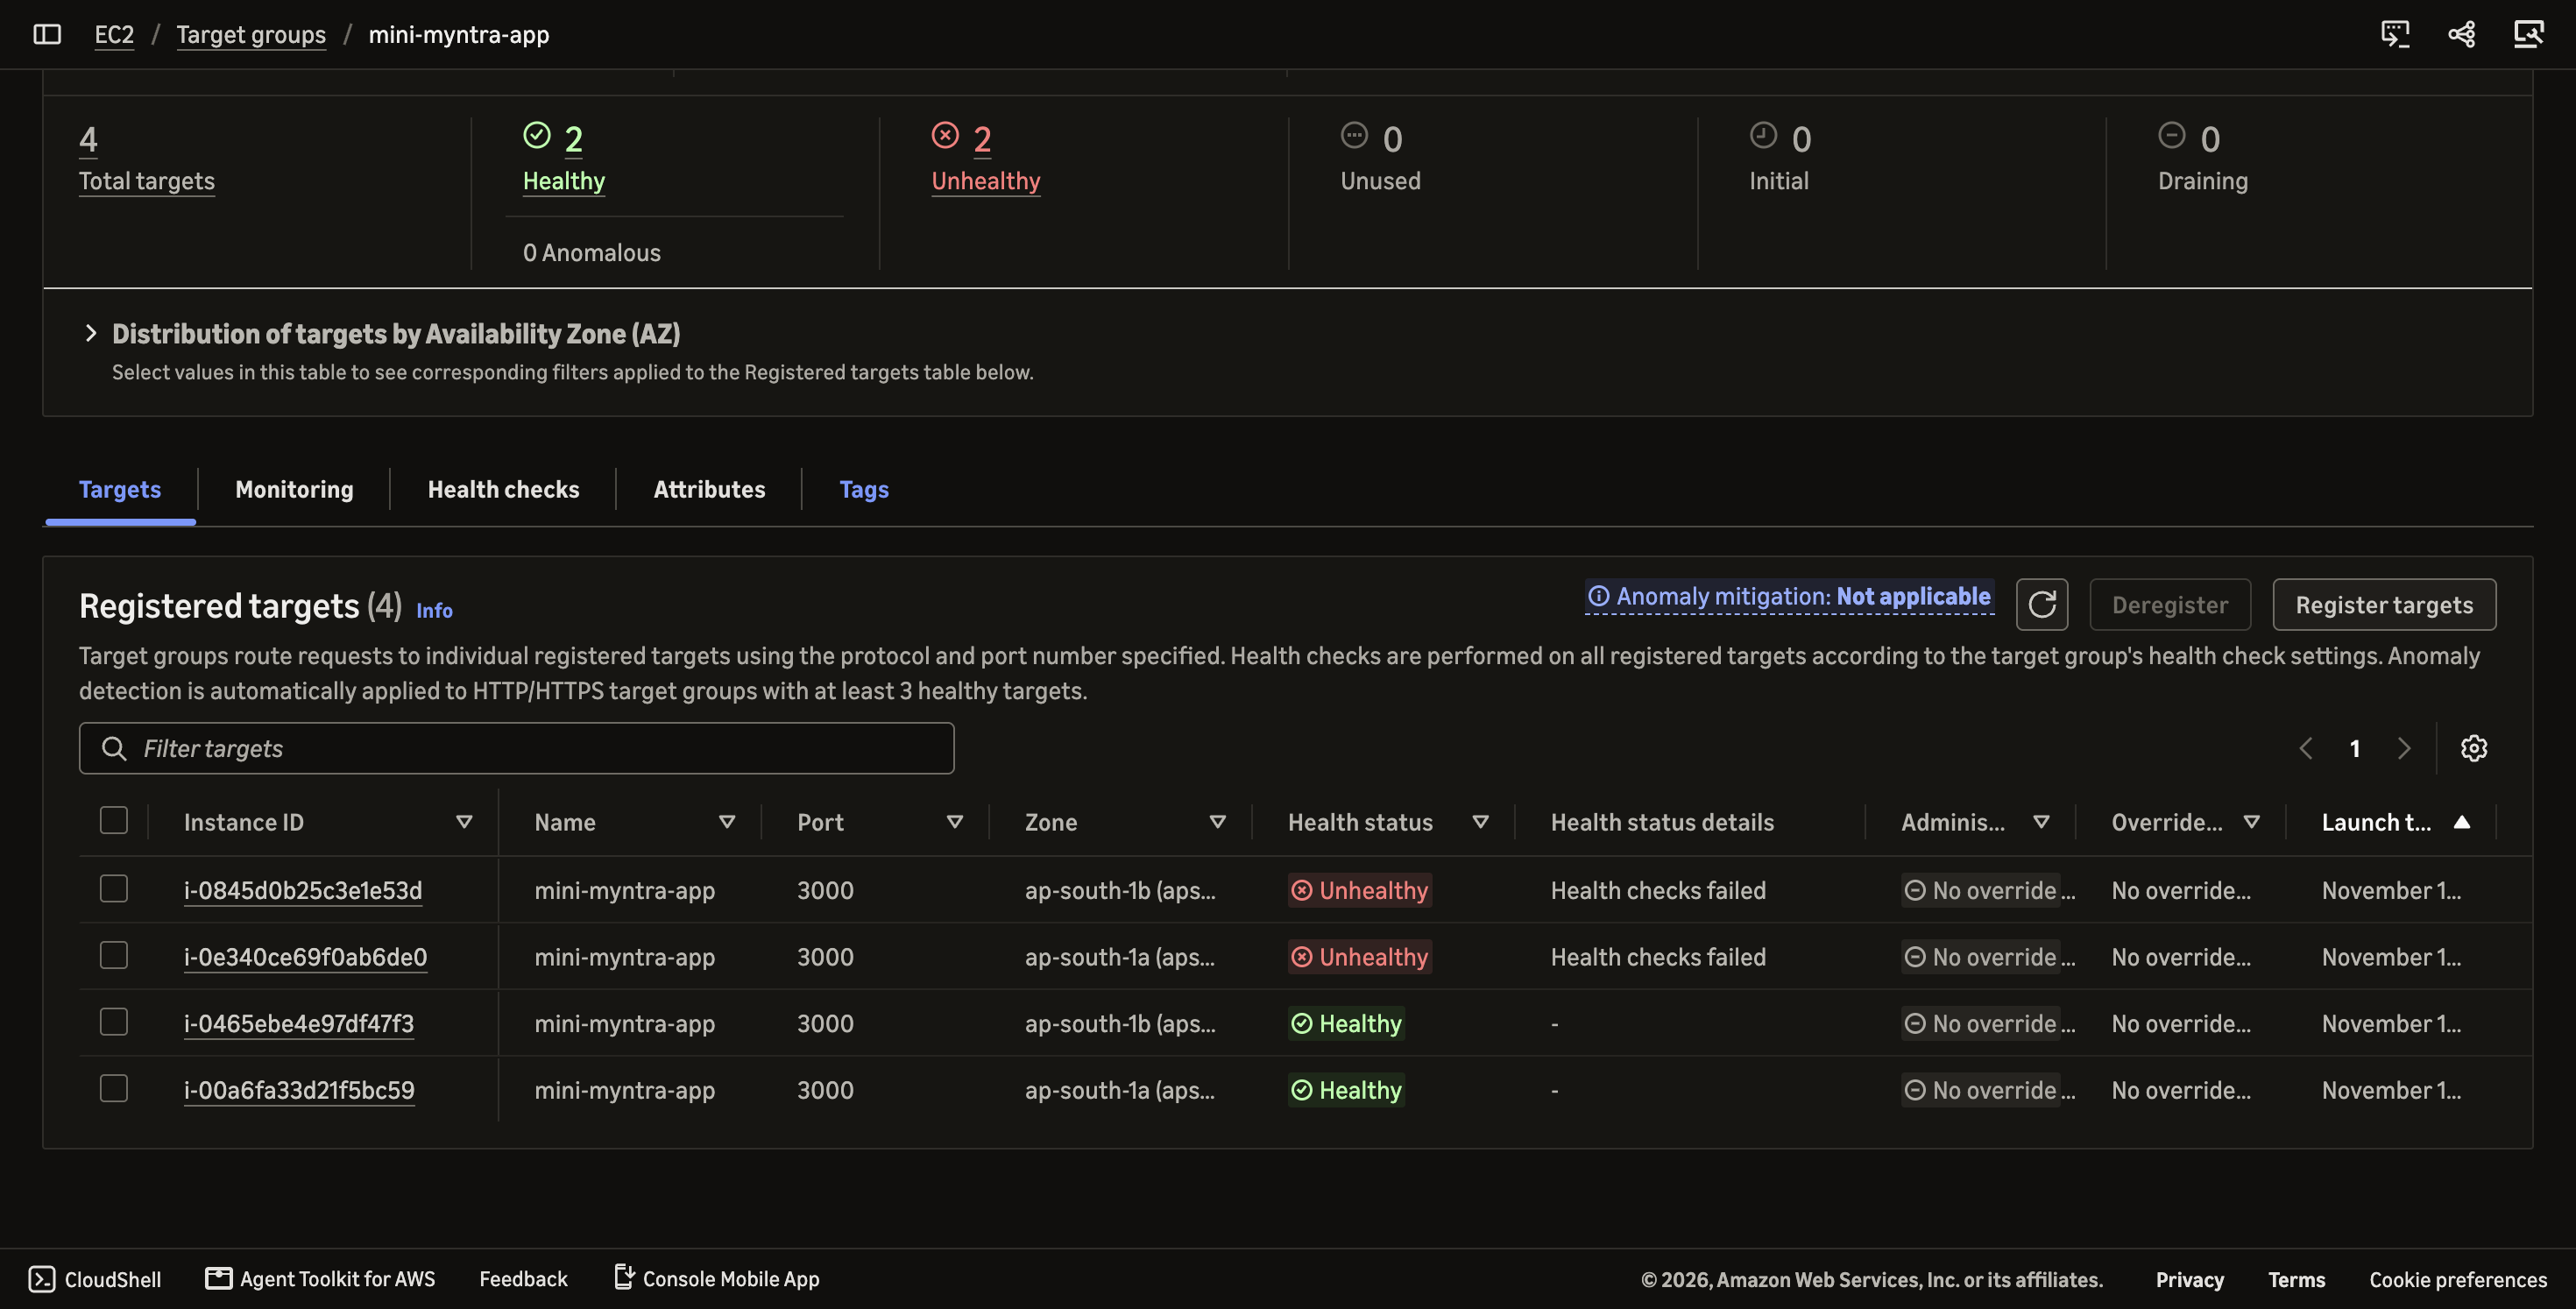 EC2 / Target groups / mini-myntra-app
4 2 2 0 0 0
Total targets Healthy Unhealthy Unused Initial Draining
0 Anomalous
Distribution of targets by Availability Zone (AZ)
Select values in this table to see corresponding filters applied to the Registered targets table below.
Targets Monitoring Health checks Attributes Tags
Registered targets (4) Info Anomaly mitigation: Not applicable Deregister Register targets
Target groups route requests to individual registered targets using the protocol and port number specified. Health checks are performed on all registered targets according to the target group's health check settings. Anomaly
detection is automatically applied to HTTP/HTTPS target groups with at least 3 healthy targets.
Filter targets 1
Instance ID Name Port Zone Health status Health status details Adminis... Override... Launch t...
i-0845d0b25c3e1e53d mini-myntra-app 3000 ap-south-1b (aps... Unhealthy Health checks failed No override... No override... November 1...
i-0e340ce69f0ab6de0 mini-myntra-app 3000 ap-south-1a (aps... Unhealthy Health checks failed No override... No override... November 1...
i-0465ebe4e97df47f3 mini-myntra-app 3000 ap-south-1b (aps... Healthy - No override... No override... November 1...
i-00a6fa33d21f5bc59 mini-myntra-app 3000 ap-south-1a (aps... Healthy - No override... No override... November 1...
CloudShell Agent Toolkit for AWS Feedback Console Mobile App © 2026, Amazon Web Services, Inc. or its affiliates. Privacy Terms Cookie preferences